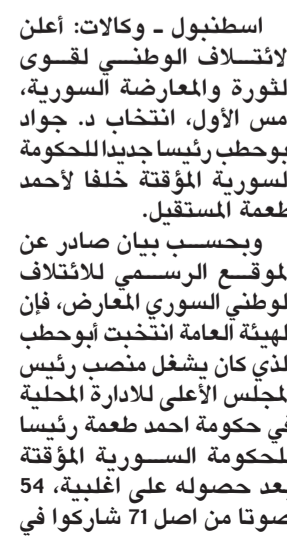 اسطنبول ـ وكالات: أعلن
لائتلاف الوطني لقوى
لثورة والمعارضة السورية،
مس الأول، انتخاب د. جواد
بوحطب رئيسا جديدا للحكومة
لسورية المؤقتة خلفا لأحمد
طعمة المستقيل.
وبحسب بيان صادر عن
لموقع الرسمي للائتلاف
لوطني السوري المعارض، فإن
لهيئة العامة انتخبت أبوحطب
لذي كان يشغل منصب رئيس
لمجلس الأعلى للادارة المحلية
في حكومة احمد طعمة رئيسا
للحكومة السورية المؤقتة
بعد حصوله على اغلبية، 54
صوتا من اصل 71 شاركوا في